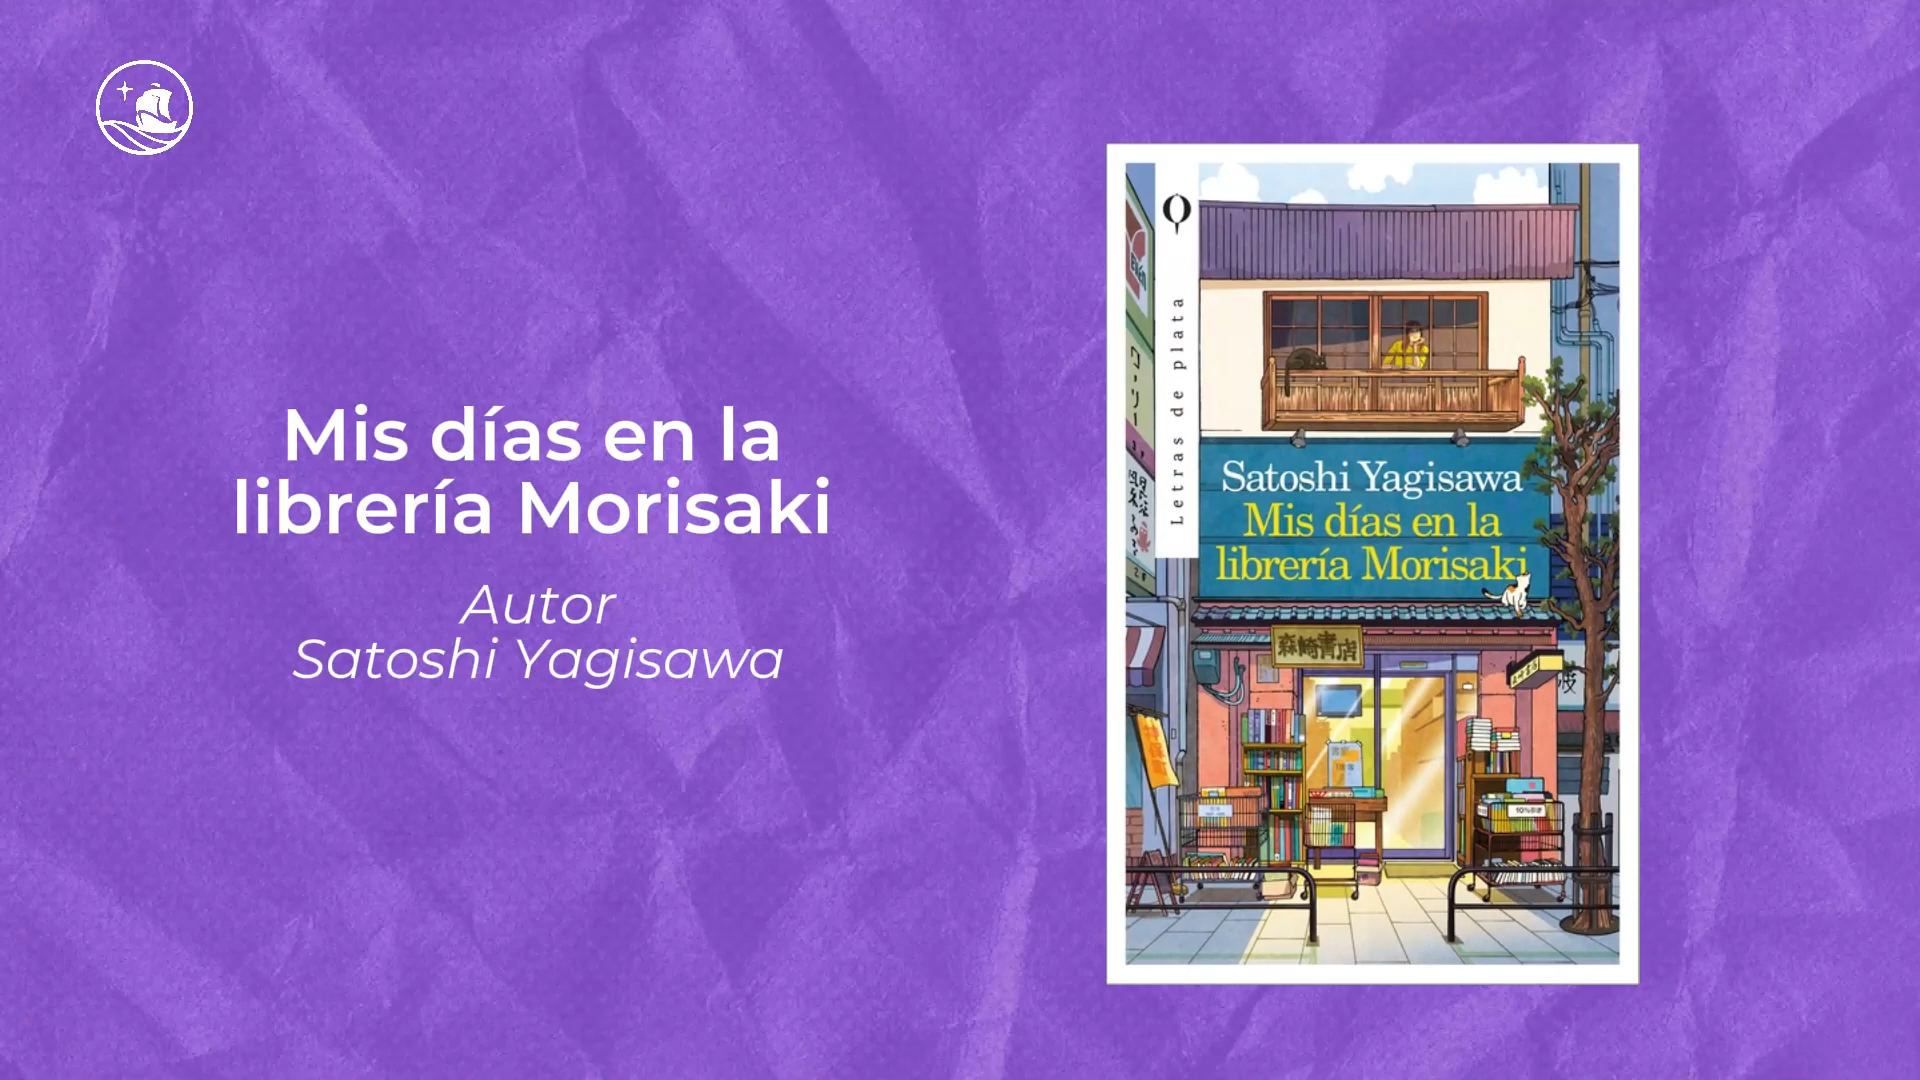 Mis días en la
librería Morisaki
Autor
Satoshi Yagisawa
Letras de plata
Satoshi Yagisawa
Mis días en la
librería Morisaki
森崎書店
10%